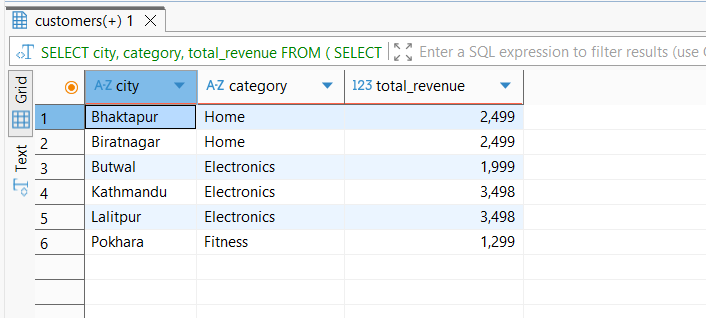 customers(+) 1
SELECT city, category, total_revenue FROM ( SELECT
Enter a SQL expression to filter results (use
Grid
Text
A-Z city A-Z category 123 total_revenue
1 Bhaktapur Home 2,499
2 Biratnagar Home 2,499
3 Butwal Electronics 1,999
4 Kathmandu Electronics 3,498
5 Lalitpur Electronics 3,498
6 Pokhara Fitness 1,299